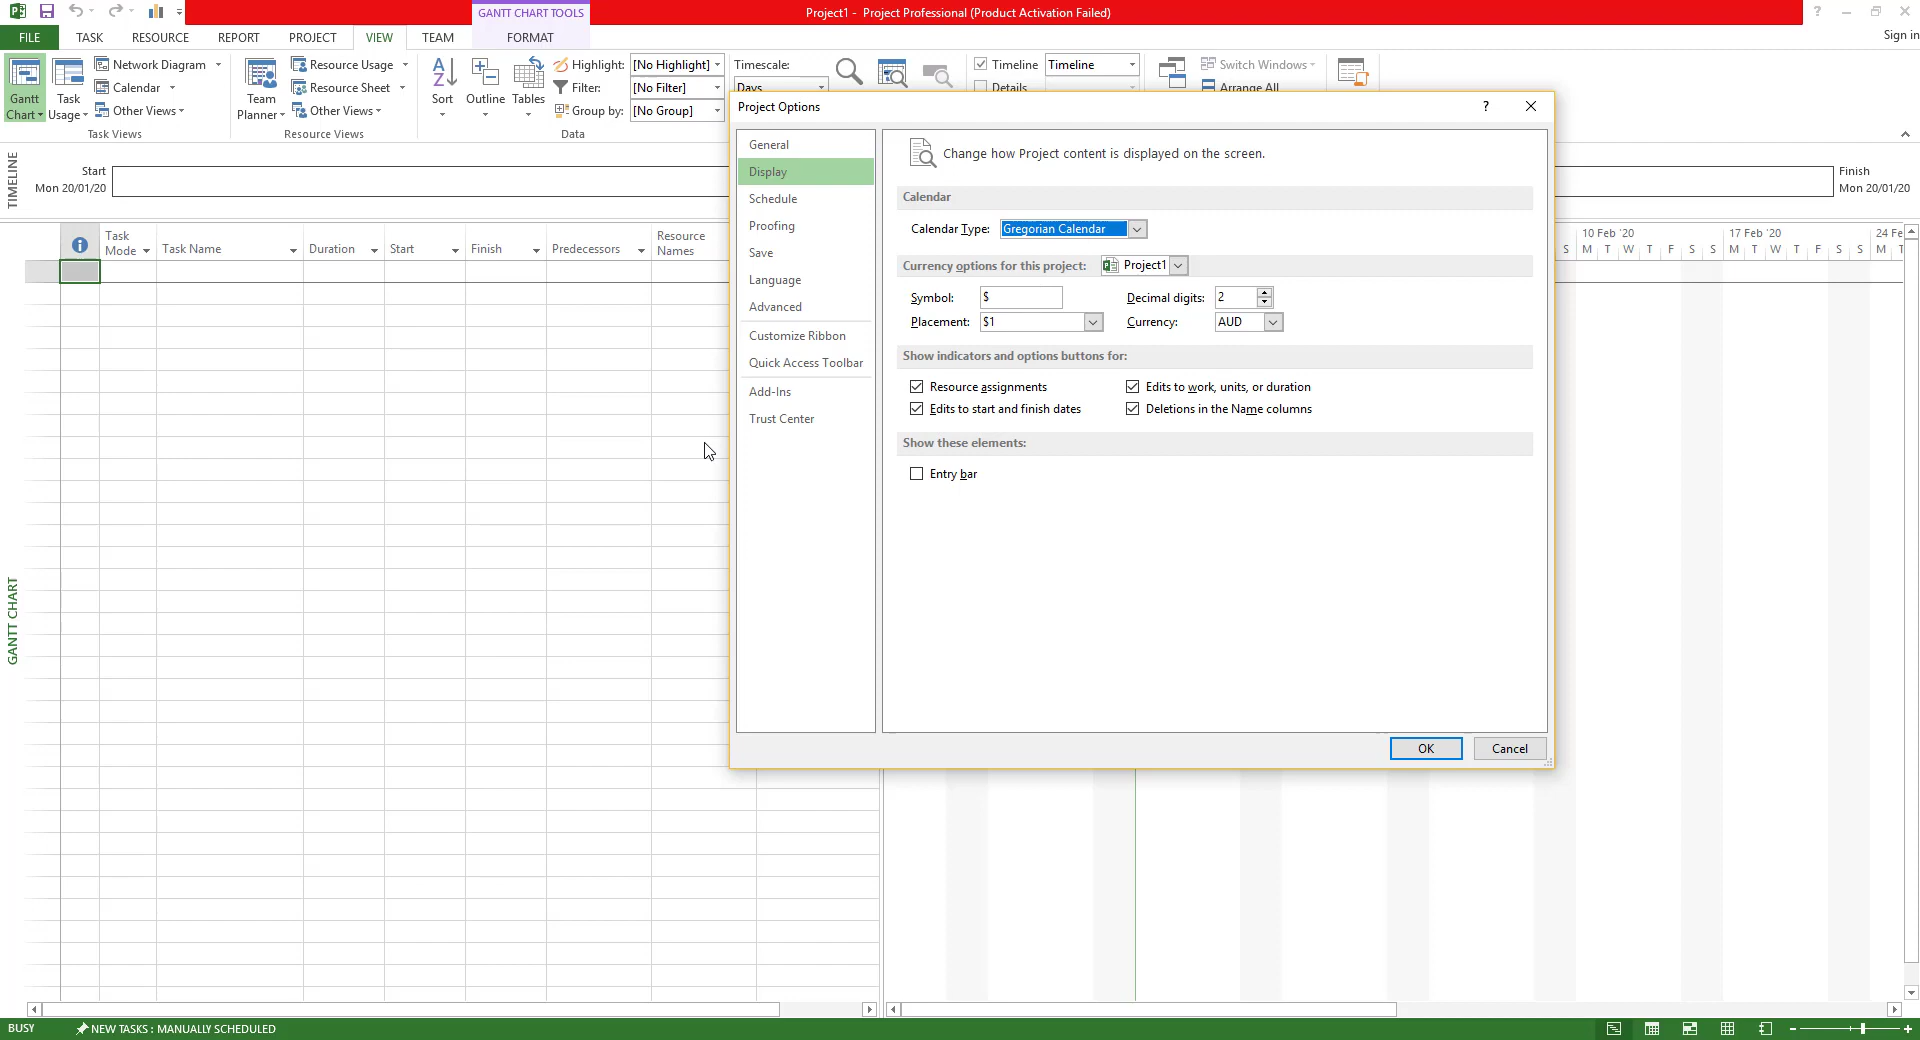 GANTT CHART TOOLS
Project1 - Project Professional (Product Activation Failed)
?
FILE TASK RESOURCE REPORT PROJECT VIEW TEAM FORMAT
Sign in
Gantt Chart
Task Usage
Network Diagram
Calendar
Other Views
Task Views
Team Planner
Resource Usage
Resource Sheet
Other Views
Resource Views
Sort
Outline
Tables
Highlight: [No Highlight]
Filter: [No Filter]
Group by: [No Group]
Data
Timescale:
Days
Timeline Timeline
Details
Switch Windows
Arrange All
TIMELINE
Start
Mon 20/01/20
Finish
Mon 20/01/20
Task Mode
Task Name
Duration
Start
Finish
Predecessors
Resource Names
10 Feb '20 17 Feb '20 24 Fe
S M T W T F S S M T W T F S S M T
GANTT CHART
Project Options
?
General
Display
Schedule
Proofing
Save
Language
Advanced
Customize Ribbon
Quick Access Toolbar
Add-Ins
Trust Center
Change how Project content is displayed on the screen.
Calendar
Calendar Type: Gregorian Calendar
Currency options for this project: Project1
Symbol: $ Decimal digits: 2
Placement: $1 Currency: AUD
Show indicators and options buttons for:
Resource assignments Edits to work, units, or duration
Edits to start and finish dates Deletions in the Name columns
Show these elements:
Entry bar
OK Cancel
BUSY NEW TASKS : MANUALLY SCHEDULED